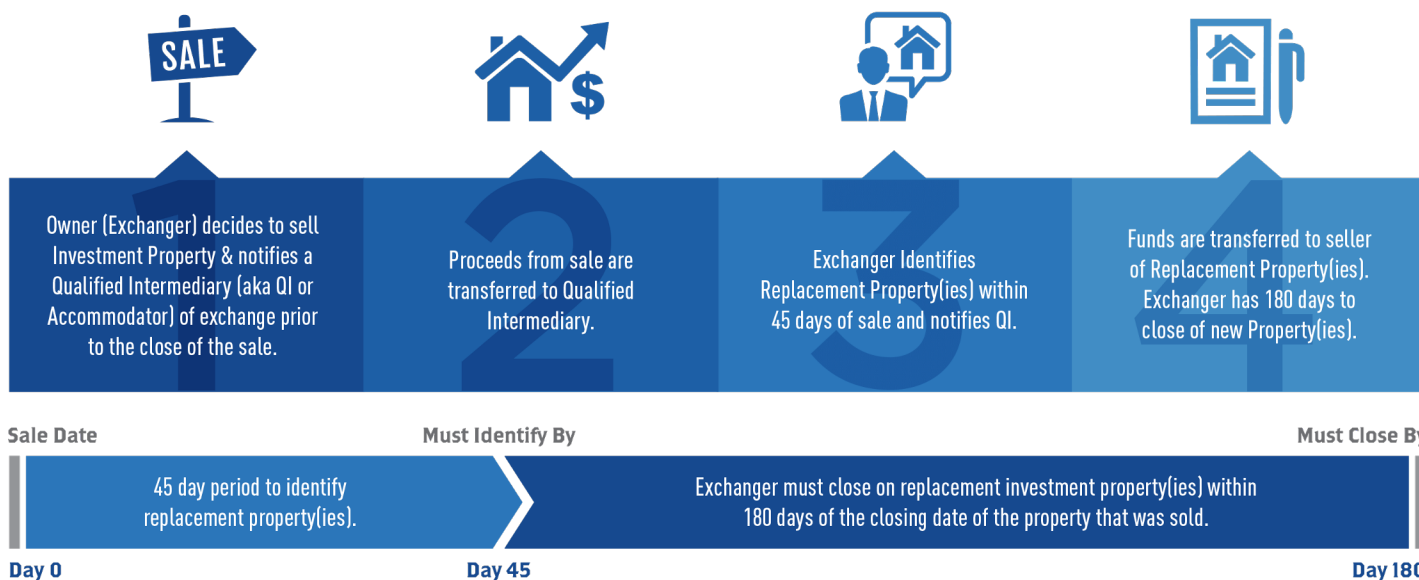 SALE
$
1
Owner (Exchanger) decides to sell
Investment Property & notifies a
Qualified Intermediary (aka QI or
Accommodator) of exchange prior
to the close of the sale.
2
Proceeds from sale are
transferred to Qualified
Intermediary.
3
Exchanger Identifies
Replacement Property(ies) within
45 days of sale and notifies QI.
4
Funds are transferred to seller
of Replacement Property(ies).
Exchanger has 180 days to
close of new Property(ies).
Sale Date
Must Identify By
Must Close By
45 day period to identify
replacement property(ies).
Exchanger must close on replacement investment property(ies) within
180 days of the closing date of the property that was sold.
Day 0
Day 45
Day 180